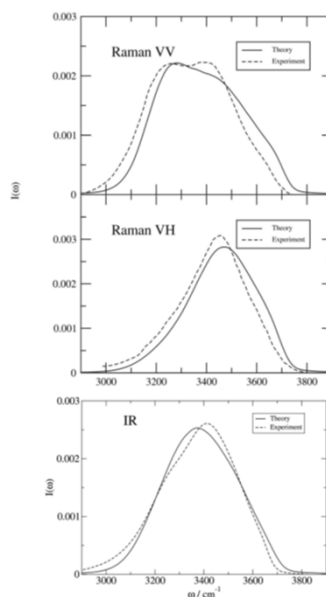 Raman VV
Theory
Experiment
0.003
0.002
0.001
0
I(ω)
Raman VH
Theory
Experiment
0.003
0.002
0.001
0
3000 3200 3400 3600 3800
IR
Theory
Experiment
0.003
0.002
0.001
0
I(ω)
3000 3200 3400 3600 3800
ω / cm⁻¹